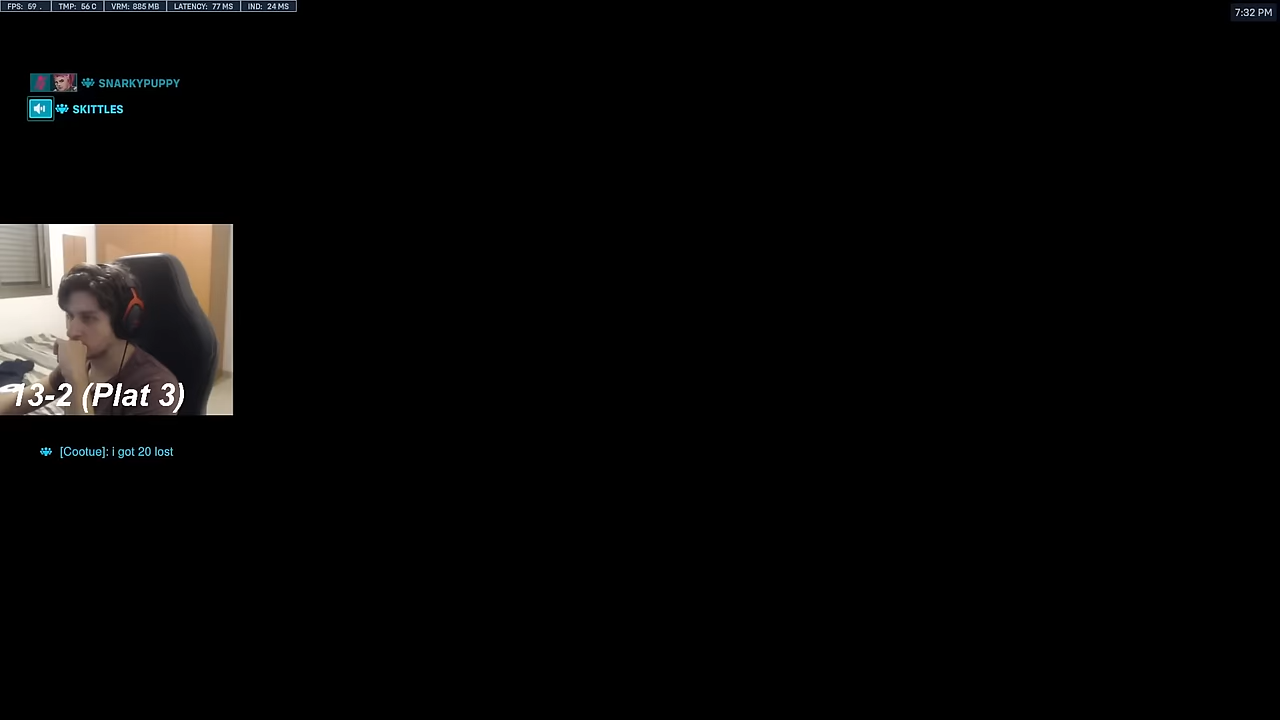 FPS: 59 . TMP: 56 C VRM: 885 MB LATENCY: 77 MS IND: 24 MS
7:32 PM
SNARKYPUPPY
SKITTLES
13-2 (Plat 3)
[Cootue]: i got 20 lost